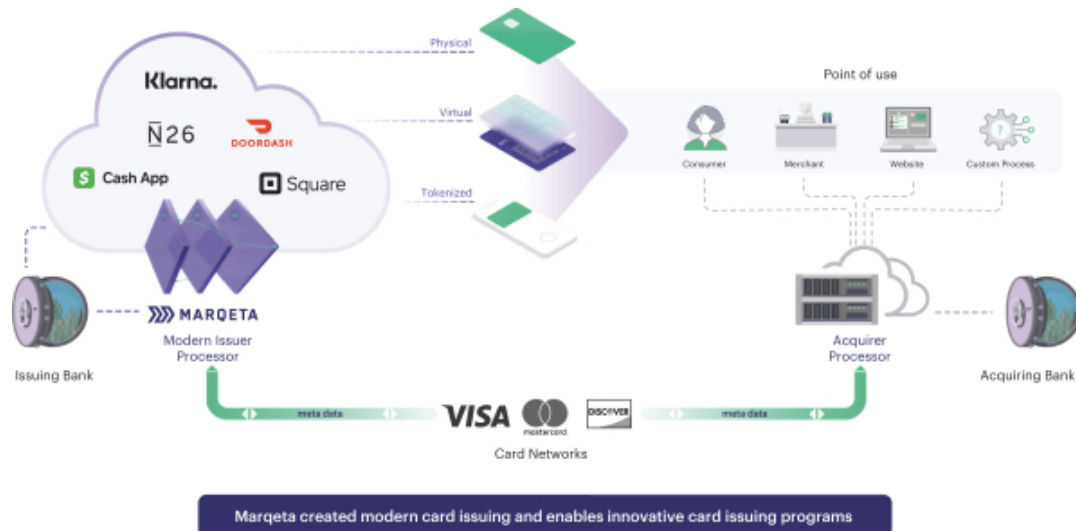 Physical
Klarna.
Point of use
N26
DOORDASH
Virtual
Cash App
Square
Consumer
Merchant
Website
Custom Process
Tokenized
MARQETA
Modern Issuer
Processor
Issuing Bank
Acquirer
Processor
Acquiring Bank
meta data
VISA
mastercard.
DISCOVER
meta data
Card Networks
Marqeta created modern card issuing and enables innovative card issuing programs